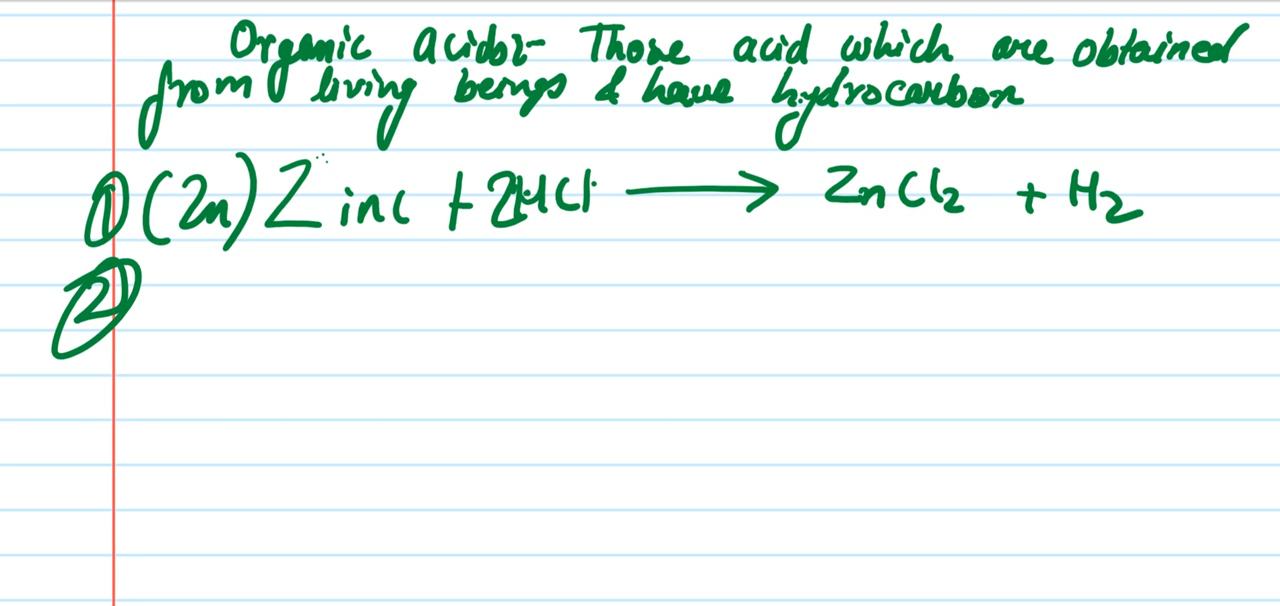 Organic acids:- Those acid which are obtained
from living beings & have hydrocarbon
① (Zn) Zinc + 2HCl ⟶ ZnCl₂ + H₂
②